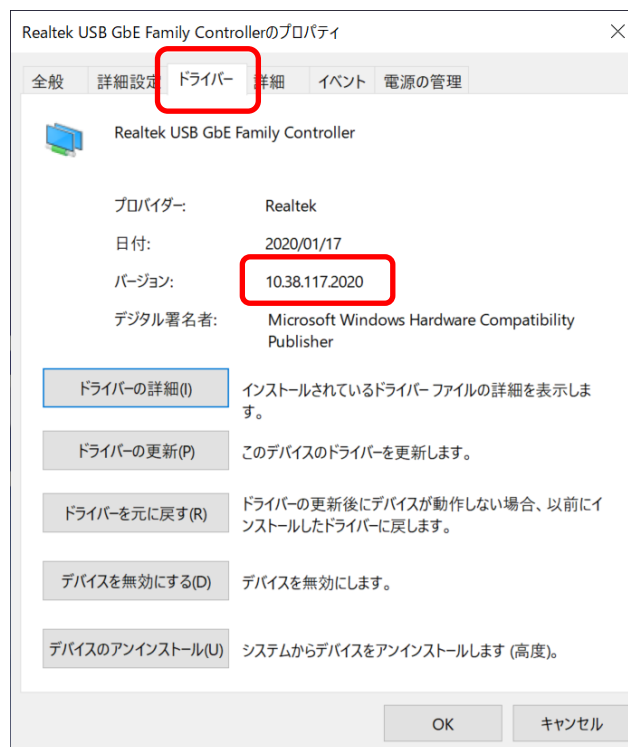 Realtek USB GbE Family Controllerのプロパティ
全般 詳細設定 ドライバー 詳細 イベント 電源の管理
Realtek USB GbE Family Controller
プロバイダー: Realtek
日付: 2020/01/17
バージョン: 10.38.117.2020
デジタル署名者: Microsoft Windows Hardware Compatibility
Publisher
ドライバーの詳細(I) インストールされているドライバー ファイルの詳細を表示しま
す。
ドライバーの更新(P) このデバイスのドライバーを更新します。
ドライバーを元に戻す(R) ドライバーの更新後にデバイスが動作しない場合、以前にイ
ンストールしたドライバーに戻します。
デバイスを無効にする(D) デバイスを無効にします。
デバイスのアンインストール(U) システムからデバイスをアンインストールします (高度)。
OK キャンセル